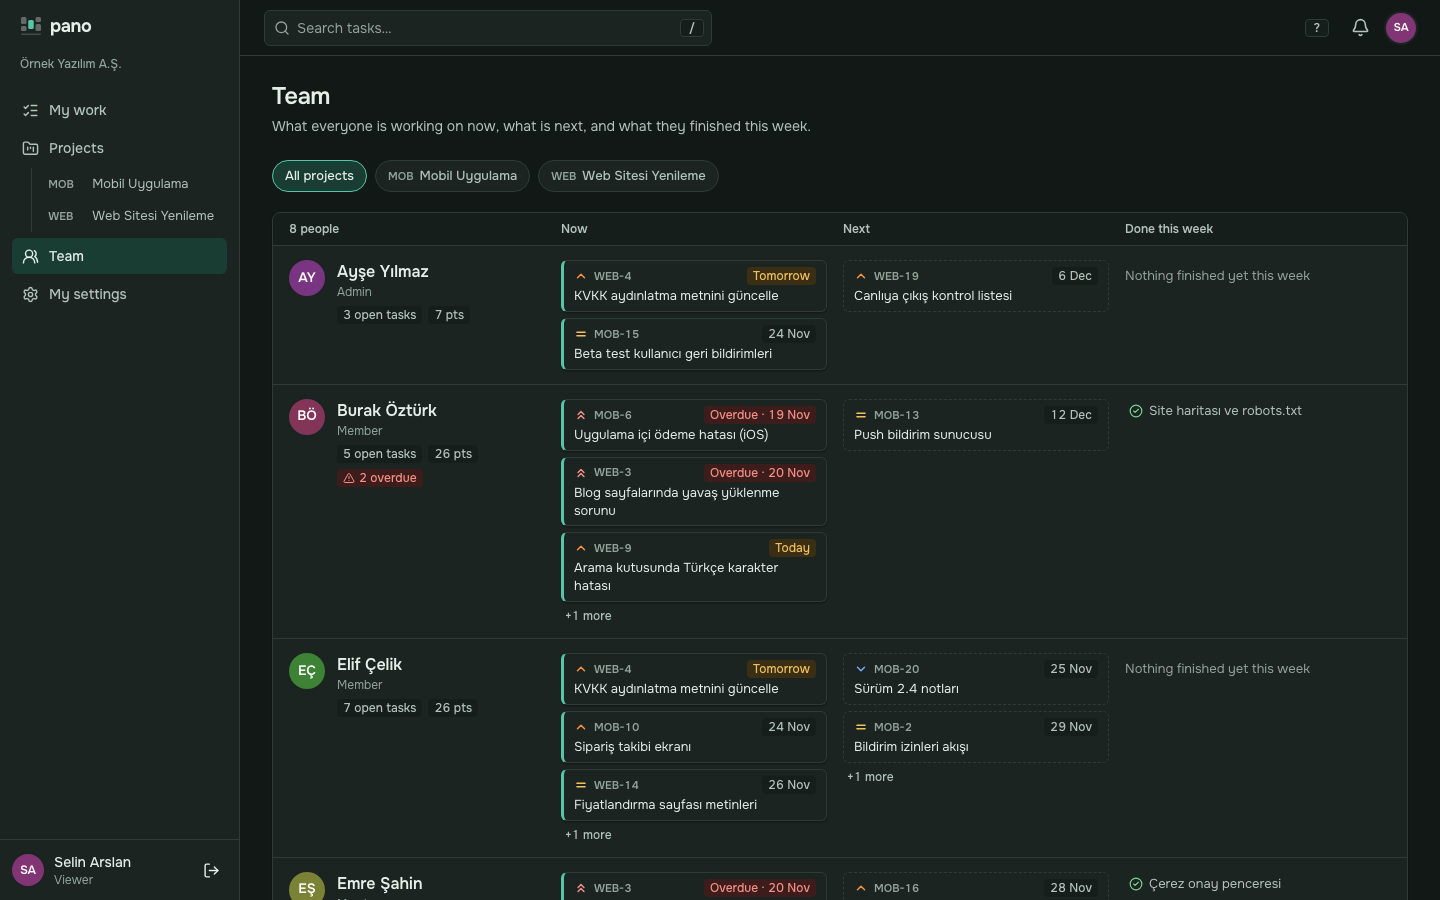 pano
Örnek Yazılım A.Ş.
My work
Projects
MOB Mobil Uygulama
WEB Web Sitesi Yenileme
Team
My settings
SA
Selin Arslan
Viewer
Search tasks...
/
?
SA
Team
What everyone is working on now, what is next, and what they finished this week.
All projects
MOB Mobil Uygulama
WEB Web Sitesi Yenileme
8 people
Now
Next
Done this week
AY
Ayşe Yılmaz
Admin
3 open tasks
7 pts
WEB-4
Tomorrow
KVKK aydınlatma metnini güncelle
MOB-15
24 Nov
Beta test kullanıcı geri bildirimleri
WEB-19
6 Dec
Canlıya çıkış kontrol listesi
Nothing finished yet this week
BÖ
Burak Öztürk
Member
5 open tasks
26 pts
2 overdue
MOB-6
Overdue · 19 Nov
Uygulama içi ödeme hatası (iOS)
WEB-3
Overdue · 20 Nov
Blog sayfalarında yavaş yüklenme
sorunu
WEB-9
Today
Arama kutusunda Türkçe karakter
hatası
+1 more
MOB-13
12 Dec
Push bildirim sunucusu
Site haritası ve robots.txt
EÇ
Elif Çelik
Member
7 open tasks
26 pts
WEB-4
Tomorrow
KVKK aydınlatma metnini güncelle
MOB-10
24 Nov
Sipariş takibi ekranı
WEB-14
26 Nov
Fiyatlandırma sayfası metinleri
+1 more
MOB-20
25 Nov
Sürüm 2.4 notları
MOB-2
29 Nov
Bildirim izinleri akışı
+1 more
Nothing finished yet this week
EŞ
Emre Şahin
WEB-3
Overdue · 20 Nov
MOB-16
28 Nov
Çerez onay penceresi